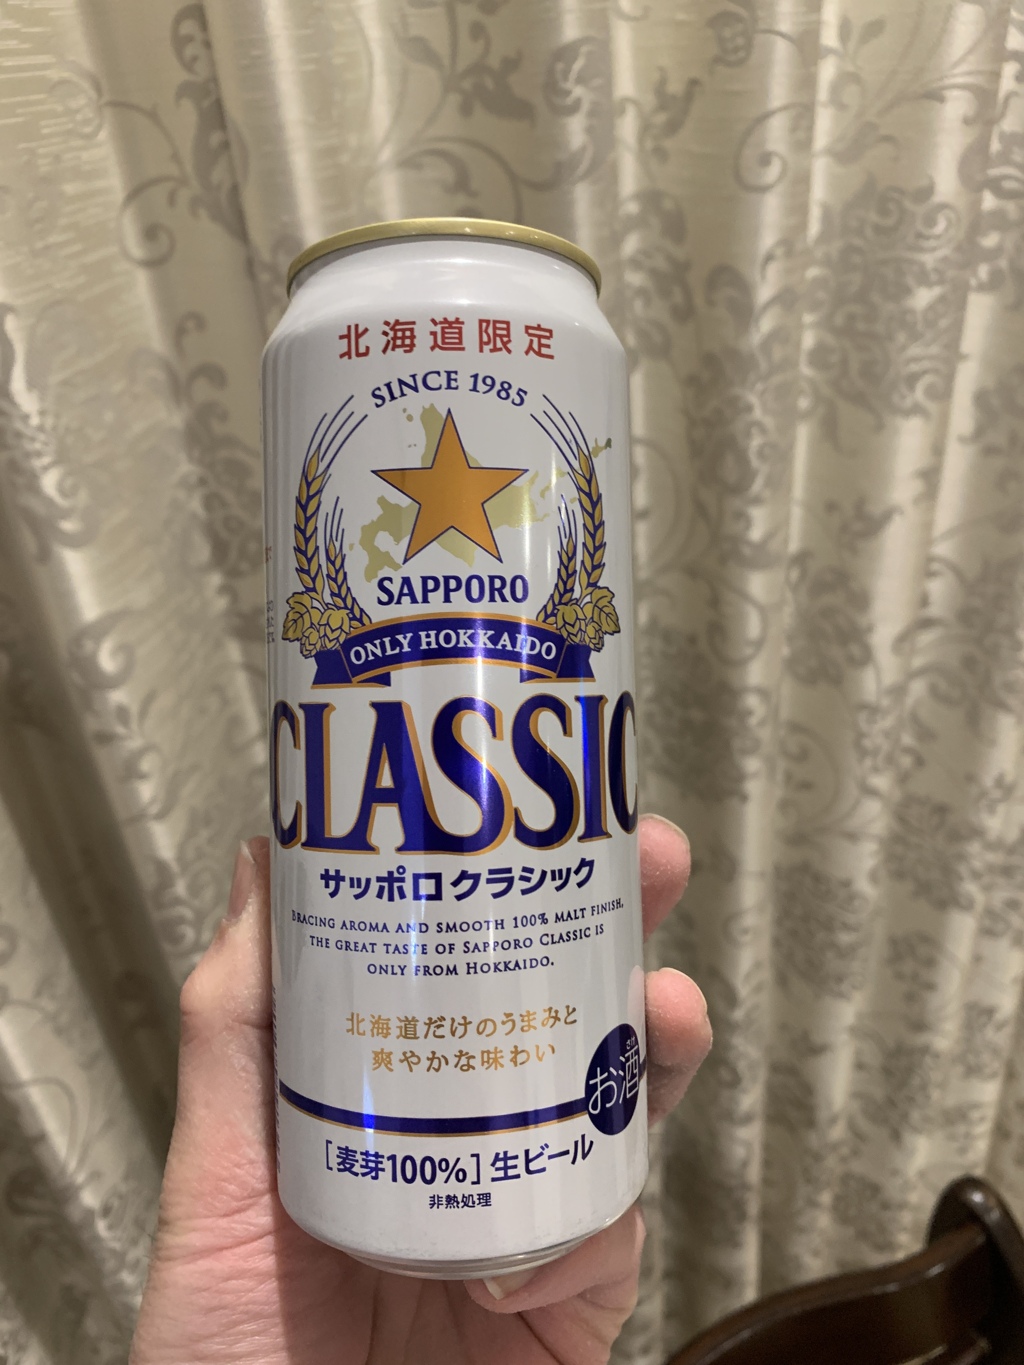 北海道限定
SINCE 1985
SAPPORO
ONLY HOKKAIDO
CLASSIC
サッポロクラシック
BRACING AROMA AND SMOOTH 100% MALT FINISH.
THE GREAT TASTE OF SAPPORO CLASSIC IS
ONLY FROM HOKKAIDO.
北海道だけのうまみと
爽やかな味わい
さけ
お酒
[麦芽100%] 生ビール
非熱処理